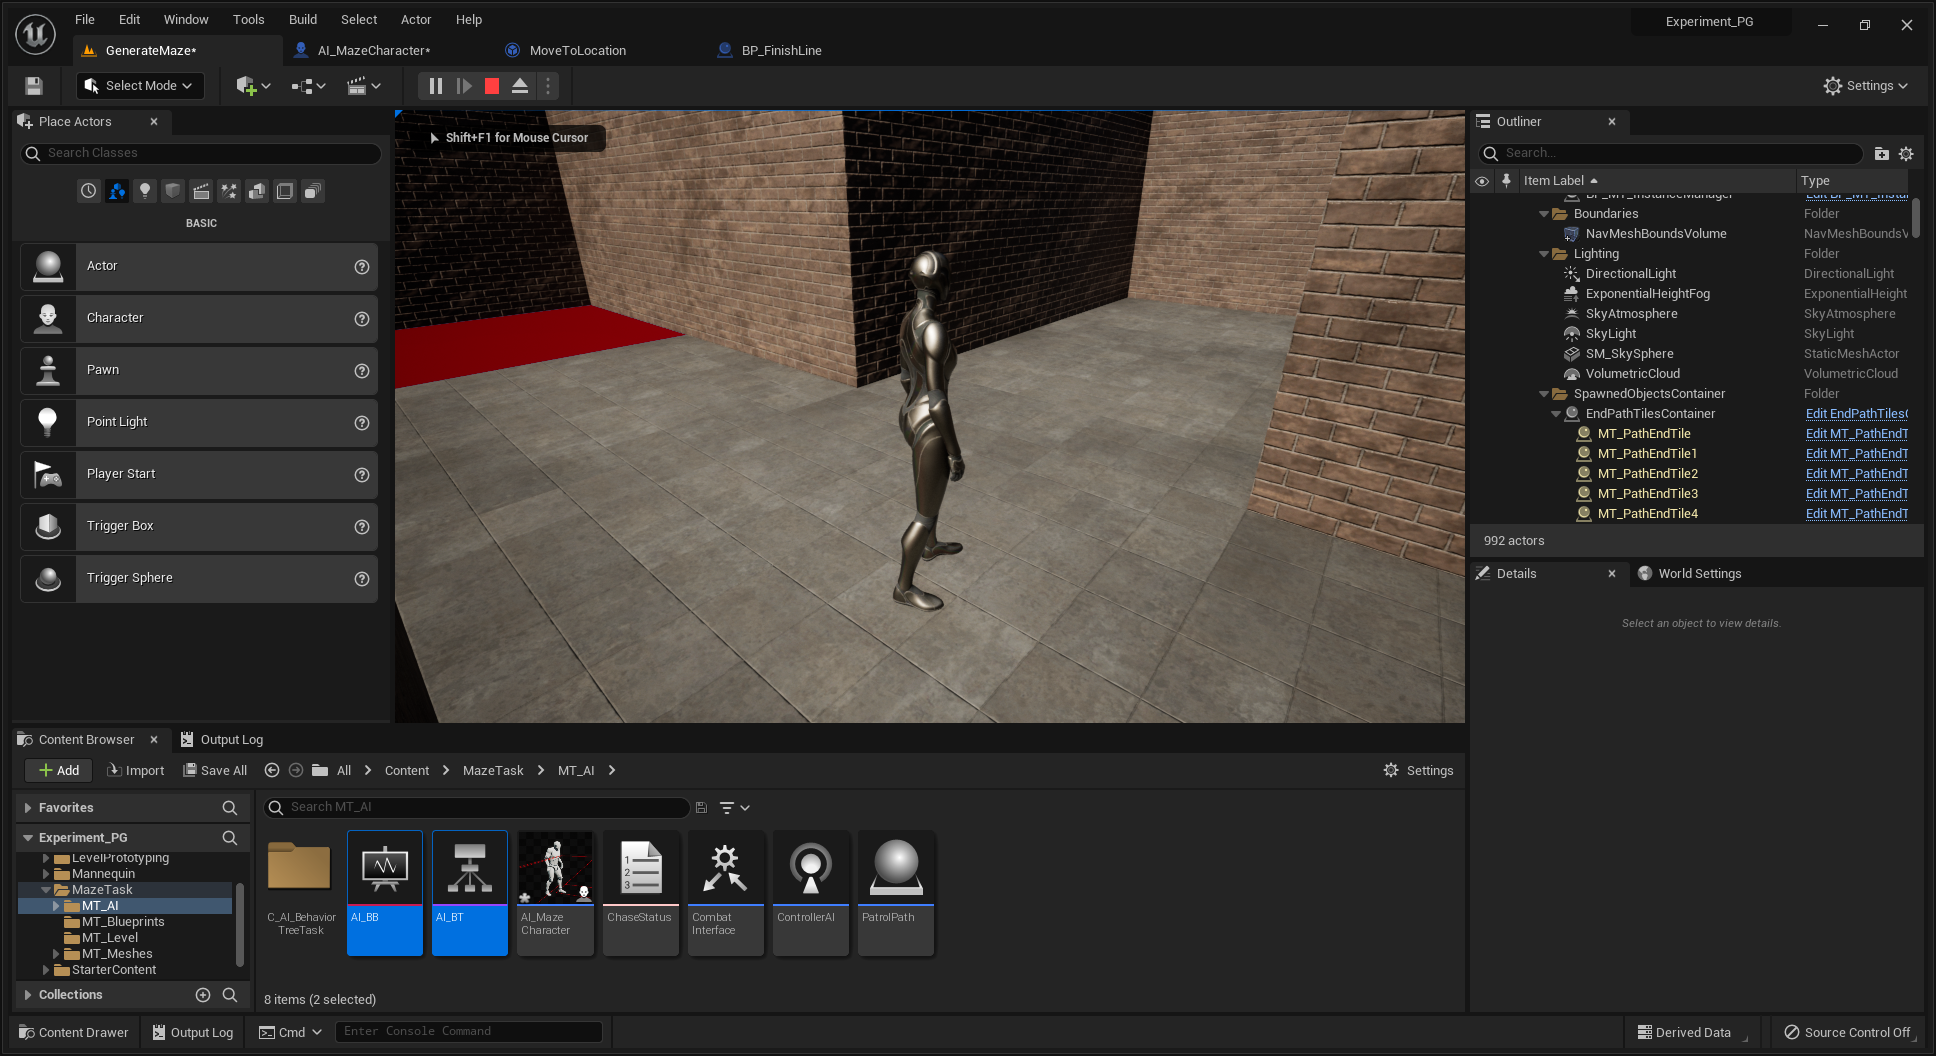 File Edit Window Tools Build Select Actor Help
Experiment_PG
GenerateMaze*
AI_MazeCharacter*
MoveToLocation
BP_FinishLine
Select Mode
Settings
Place Actors
Search Classes
BASIC
Actor
Character
Pawn
Point Light
Player Start
Trigger Box
Trigger Sphere
Shift+F1 for Mouse Cursor
Outliner
Search...
Item Label Type
BP_MT_InstanceManager Edit BP_MT_Insta
Boundaries Folder
NavMeshBoundsVolume NavMeshBoundsV
Lighting Folder
DirectionalLight DirectionalLight
ExponentialHeightFog ExponentialHeight
SkyAtmosphere SkyAtmosphere
SkyLight SkyLight
SM_SkySphere StaticMeshActor
VolumetricCloud VolumetricCloud
SpawnedObjectsContainer Folder
EndPathTilesContainer Edit EndPathTilesC
MT_PathEndTile Edit MT_PathEndT
MT_PathEndTile1 Edit MT_PathEndT
MT_PathEndTile2 Edit MT_PathEndT
MT_PathEndTile3 Edit MT_PathEndT
MT_PathEndTile4 Edit MT_PathEndT
992 actors
Details
World Settings
Select an object to view details.
Content Browser
Output Log
Add Import Save All All Content MazeTask MT_AI
Settings
Favorites
Experiment_PG
LevelPrototyping
Mannequin
MazeTask
MT_AI
MT_Blueprints
MT_Level
MT_Meshes
StarterContent
Collections
Search MT_AI
C_AI_Behavior
TreeTask
AI_BB
AI_BT
AI_Maze
Character
1
2
3
ChaseStatus
Combat
Interface
ControllerAI
PatrolPath
8 items (2 selected)
Content Drawer
Output Log
Cmd
Enter Console Command
Derived Data
Source Control Off